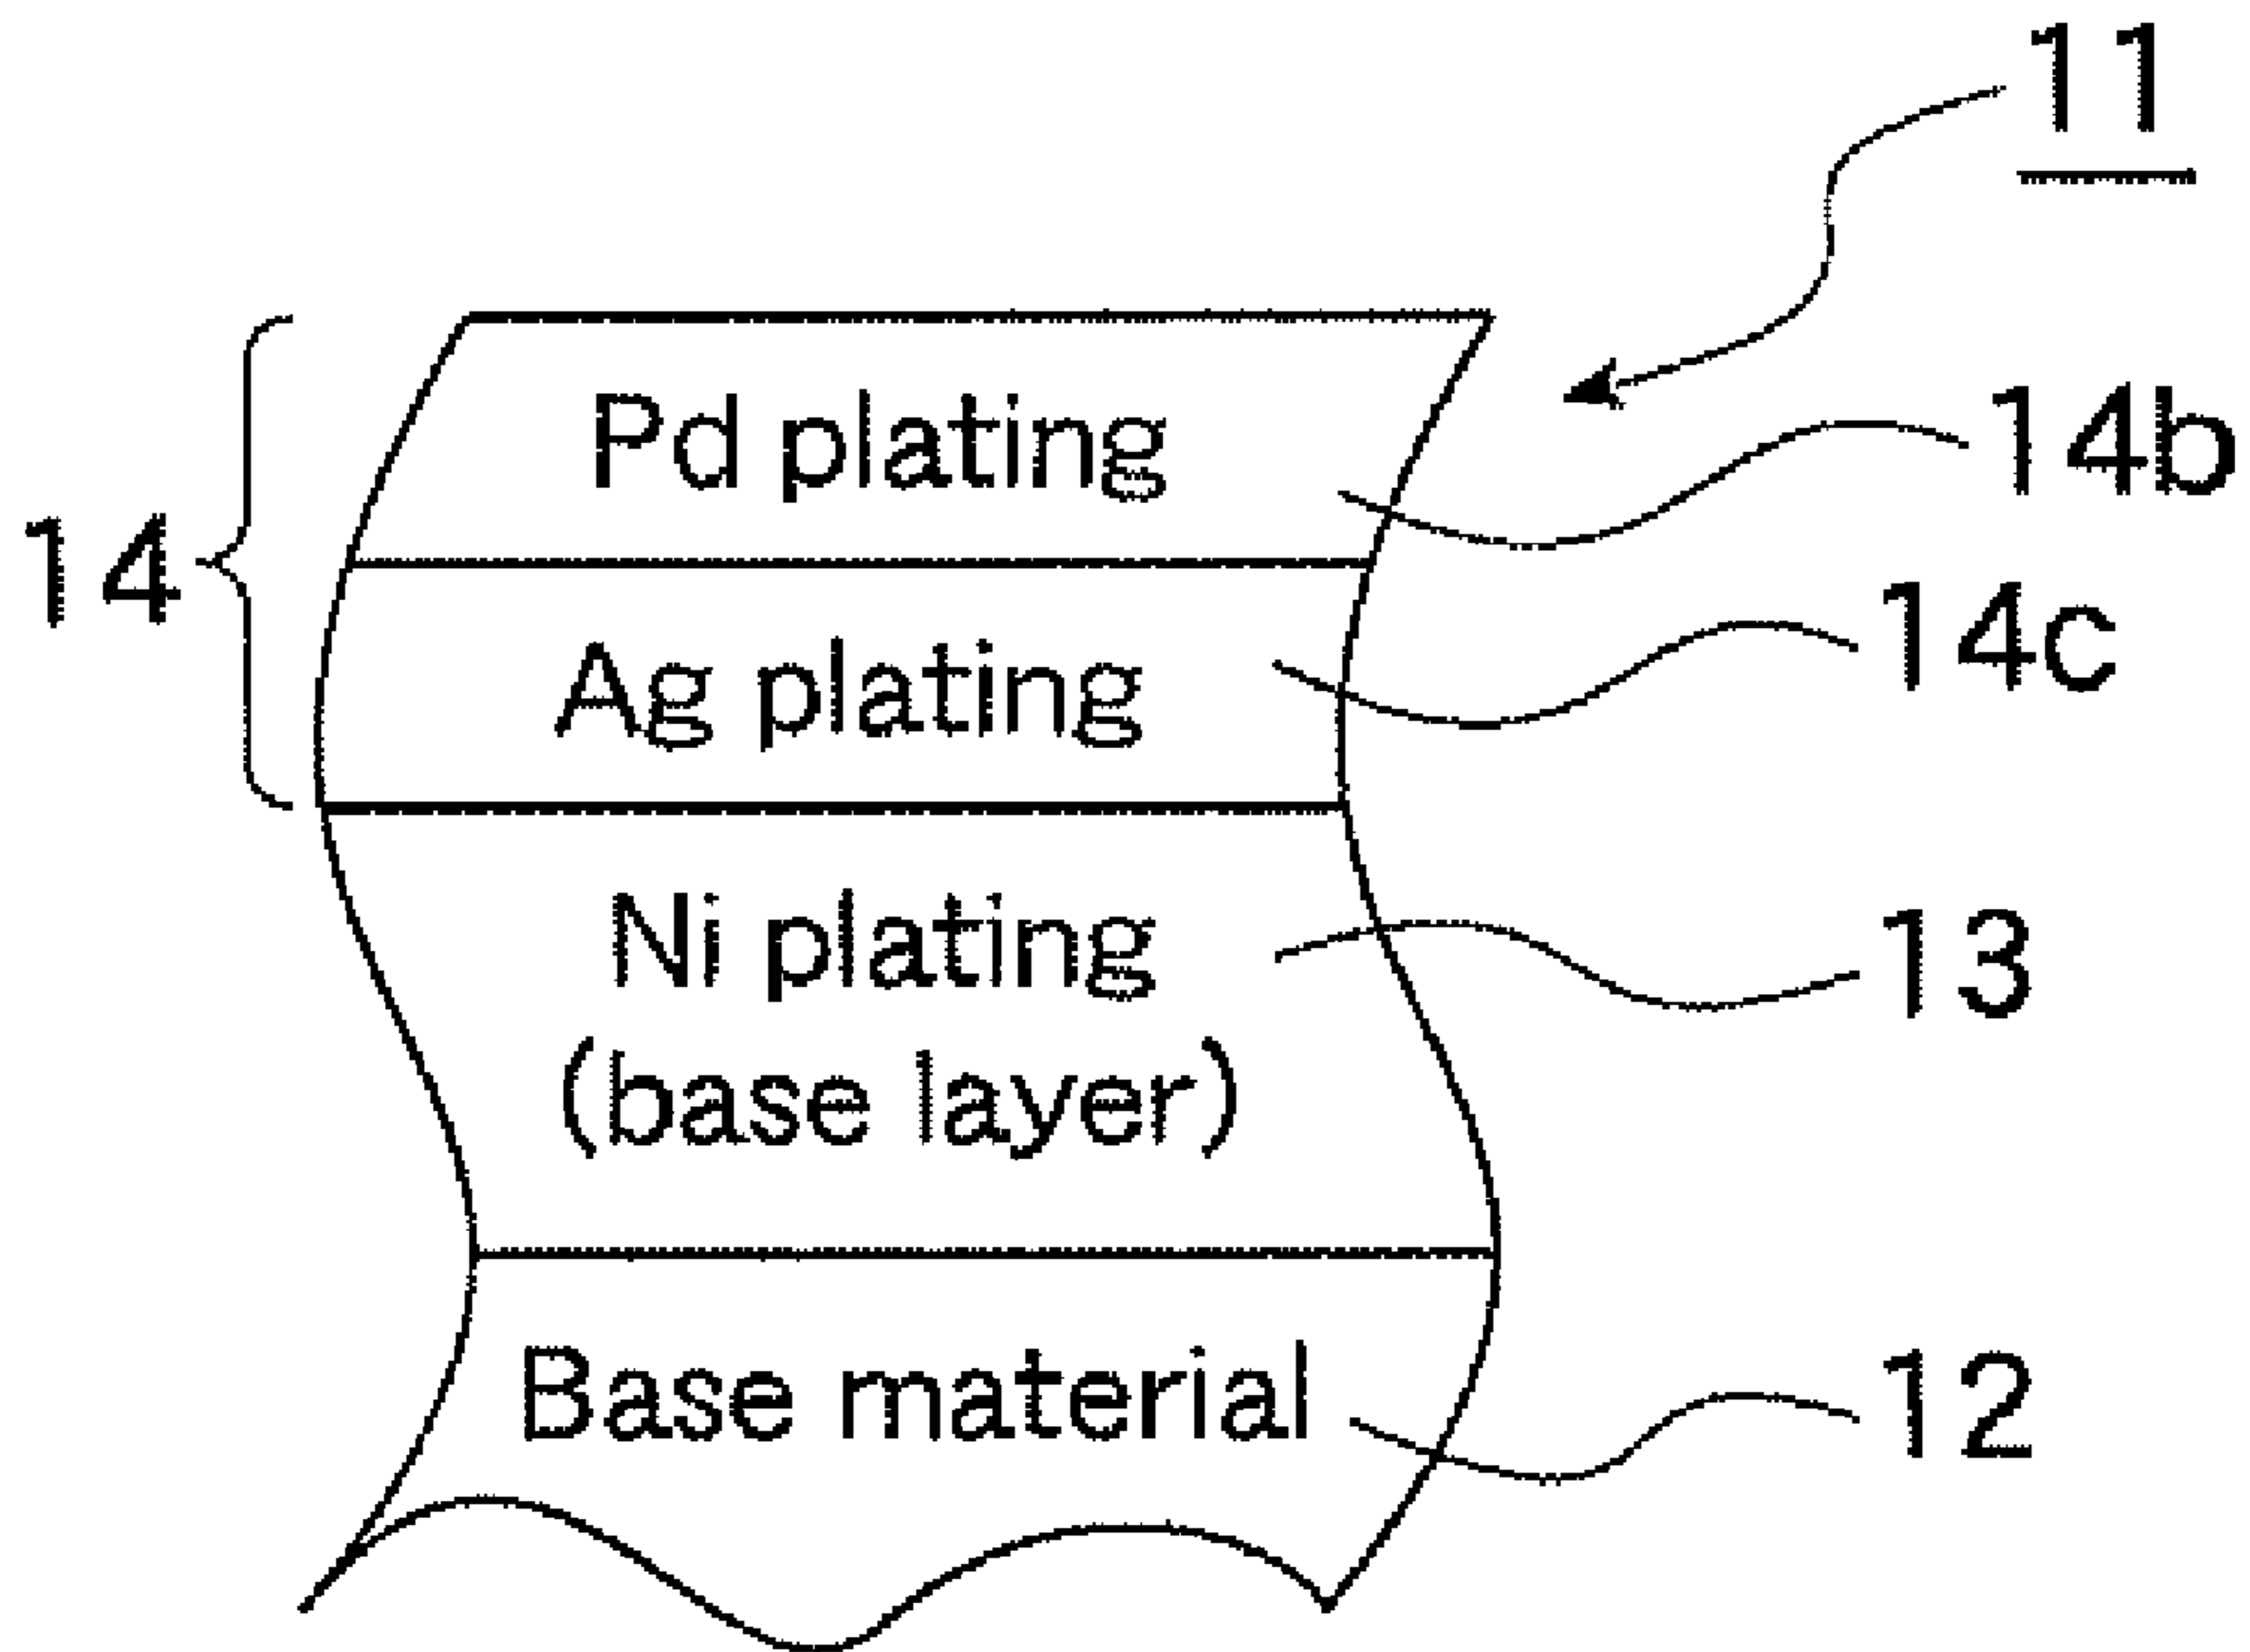 11
Pd plating
14b
14
Ag plating
14c
Ni plating
(base layer)
13
Base material
12